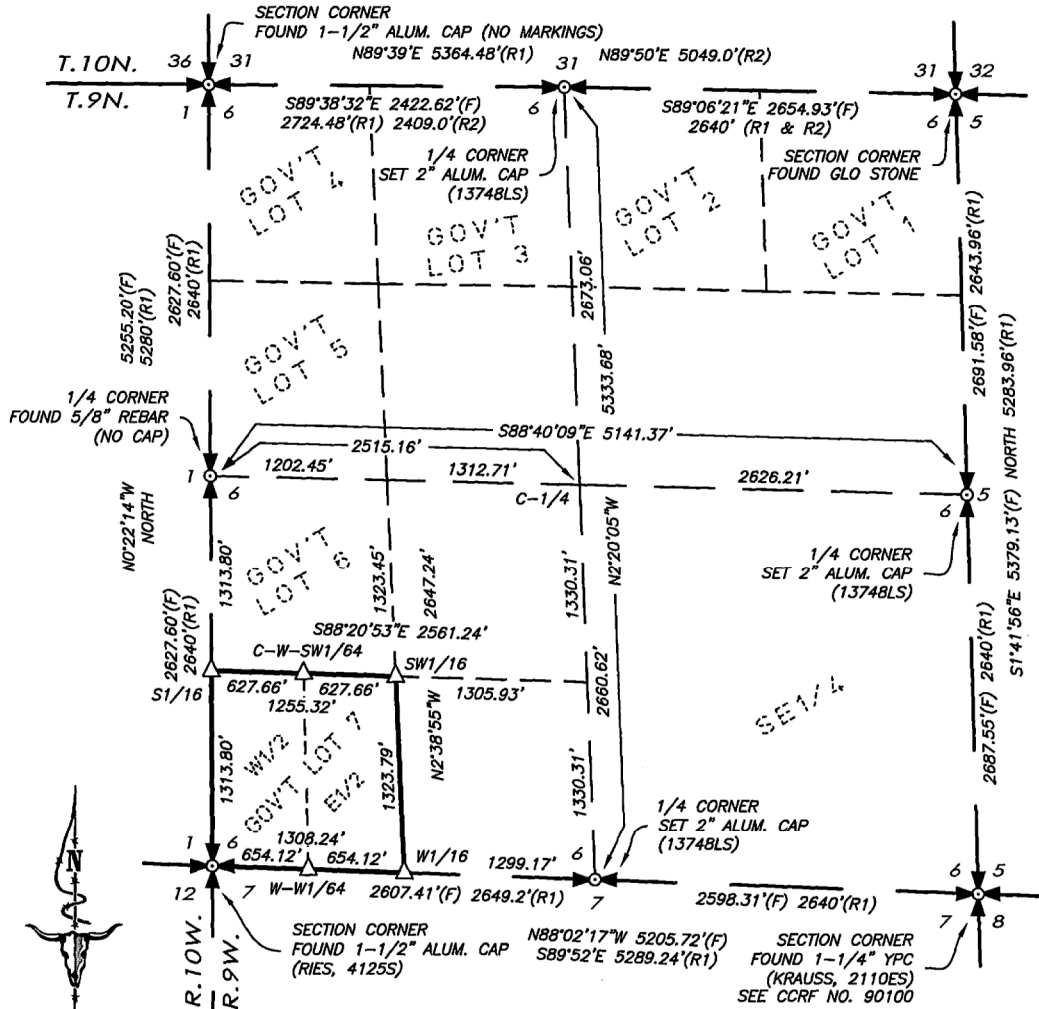 SECTION CORNER
FOUND 1-1/2" ALUM. CAP (NO MARKINGS)
N89°39'E 5364.48'(R1)
N89°50'E 5049.0'(R2)
T.10N.
36
31
31
31
32
T.9N.
1
6
6
6
5
S89°38'32"E 2422.62'(F)
2724.48'(R1) 2409.0'(R2)
S89°06'21"E 2654.93'(F)
2640' (R1 & R2)
1/4 CORNER
SET 2" ALUM. CAP
(13748LS)
SECTION CORNER
FOUND GLO STONE
GOV'T
LOT 4
GOV'T
LOT 3
GOV'T
LOT 2
GOV'T
LOT 1
5255.20'(F)
5280'(R1)
2627.60'(F)
2640'(R1)
2673.06'
5333.68'
2691.58'(F) 2643.96'(R1)
GOV'T
LOT 5
1/4 CORNER
FOUND 5/8" REBAR
(NO CAP)
S88°40'09"E 5141.37'
2515.16'
1202.45'
1312.71'
2626.21'
1
6
C-1/4
5
6
N0°22'14"W
NORTH
N2°20'05"W
1/4 CORNER
SET 2" ALUM. CAP
(13748LS)
S1°41'56"E 5379.13'(F) NORTH 5283.96'(R1)
GOV'T
LOT 6
1313.80'
1323.45'
2647.24'
1330.31'
2627.60'(F)
2640'(R1)
S88°20'53"E 2561.24'
C-W-SW1/64
SW1/16
S1/16
627.66'
627.66'
1305.93'
1255.32'
2660.62'
SE1/4
2687.55'(F) 2640'(R1)
1313.80'
W1/2
GOV'T LOT 7
E1/2
1323.79'
N2°38'55"W
1330.31'
1/4 CORNER
SET 2" ALUM. CAP
(13748LS)
N
1
6
1308.24'
654.12'
654.12'
W1/16
1299.17'
6
6
5
12
7
W-W1/64
2607.41'(F) 2649.2'(R1)
7
2598.31'(F) 2640'(R1)
7
8
R.10W.
R.9W.
SECTION CORNER
FOUND 1-1/2" ALUM. CAP
(RIES, 4125S)
N88°02'17"W 5205.72'(F)
S89°52'E 5289.24'(R1)
SECTION CORNER
FOUND 1-1/4" YPC
(KRAUSS, 2110ES)
SEE CCRF NO. 90100